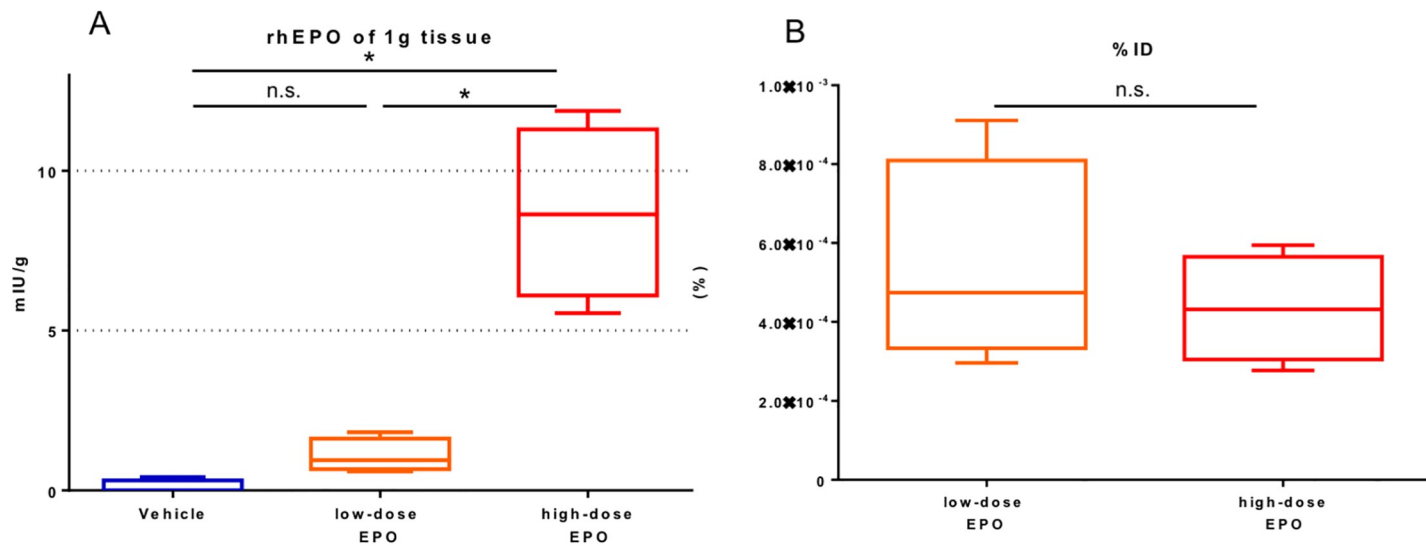 A
rhEPO of 1g tissue
*
n.s.
*
10
5
0
mIU/g
Vehicle
low-dose
EPO
high-dose
EPO
B
% ID
n.s.
1.0✖10 -3
8.0✖10 -4
6.0✖10 -4
4.0✖10 -4
2.0✖10 -4
0
(%)
low-dose
EPO
high-dose
EPO